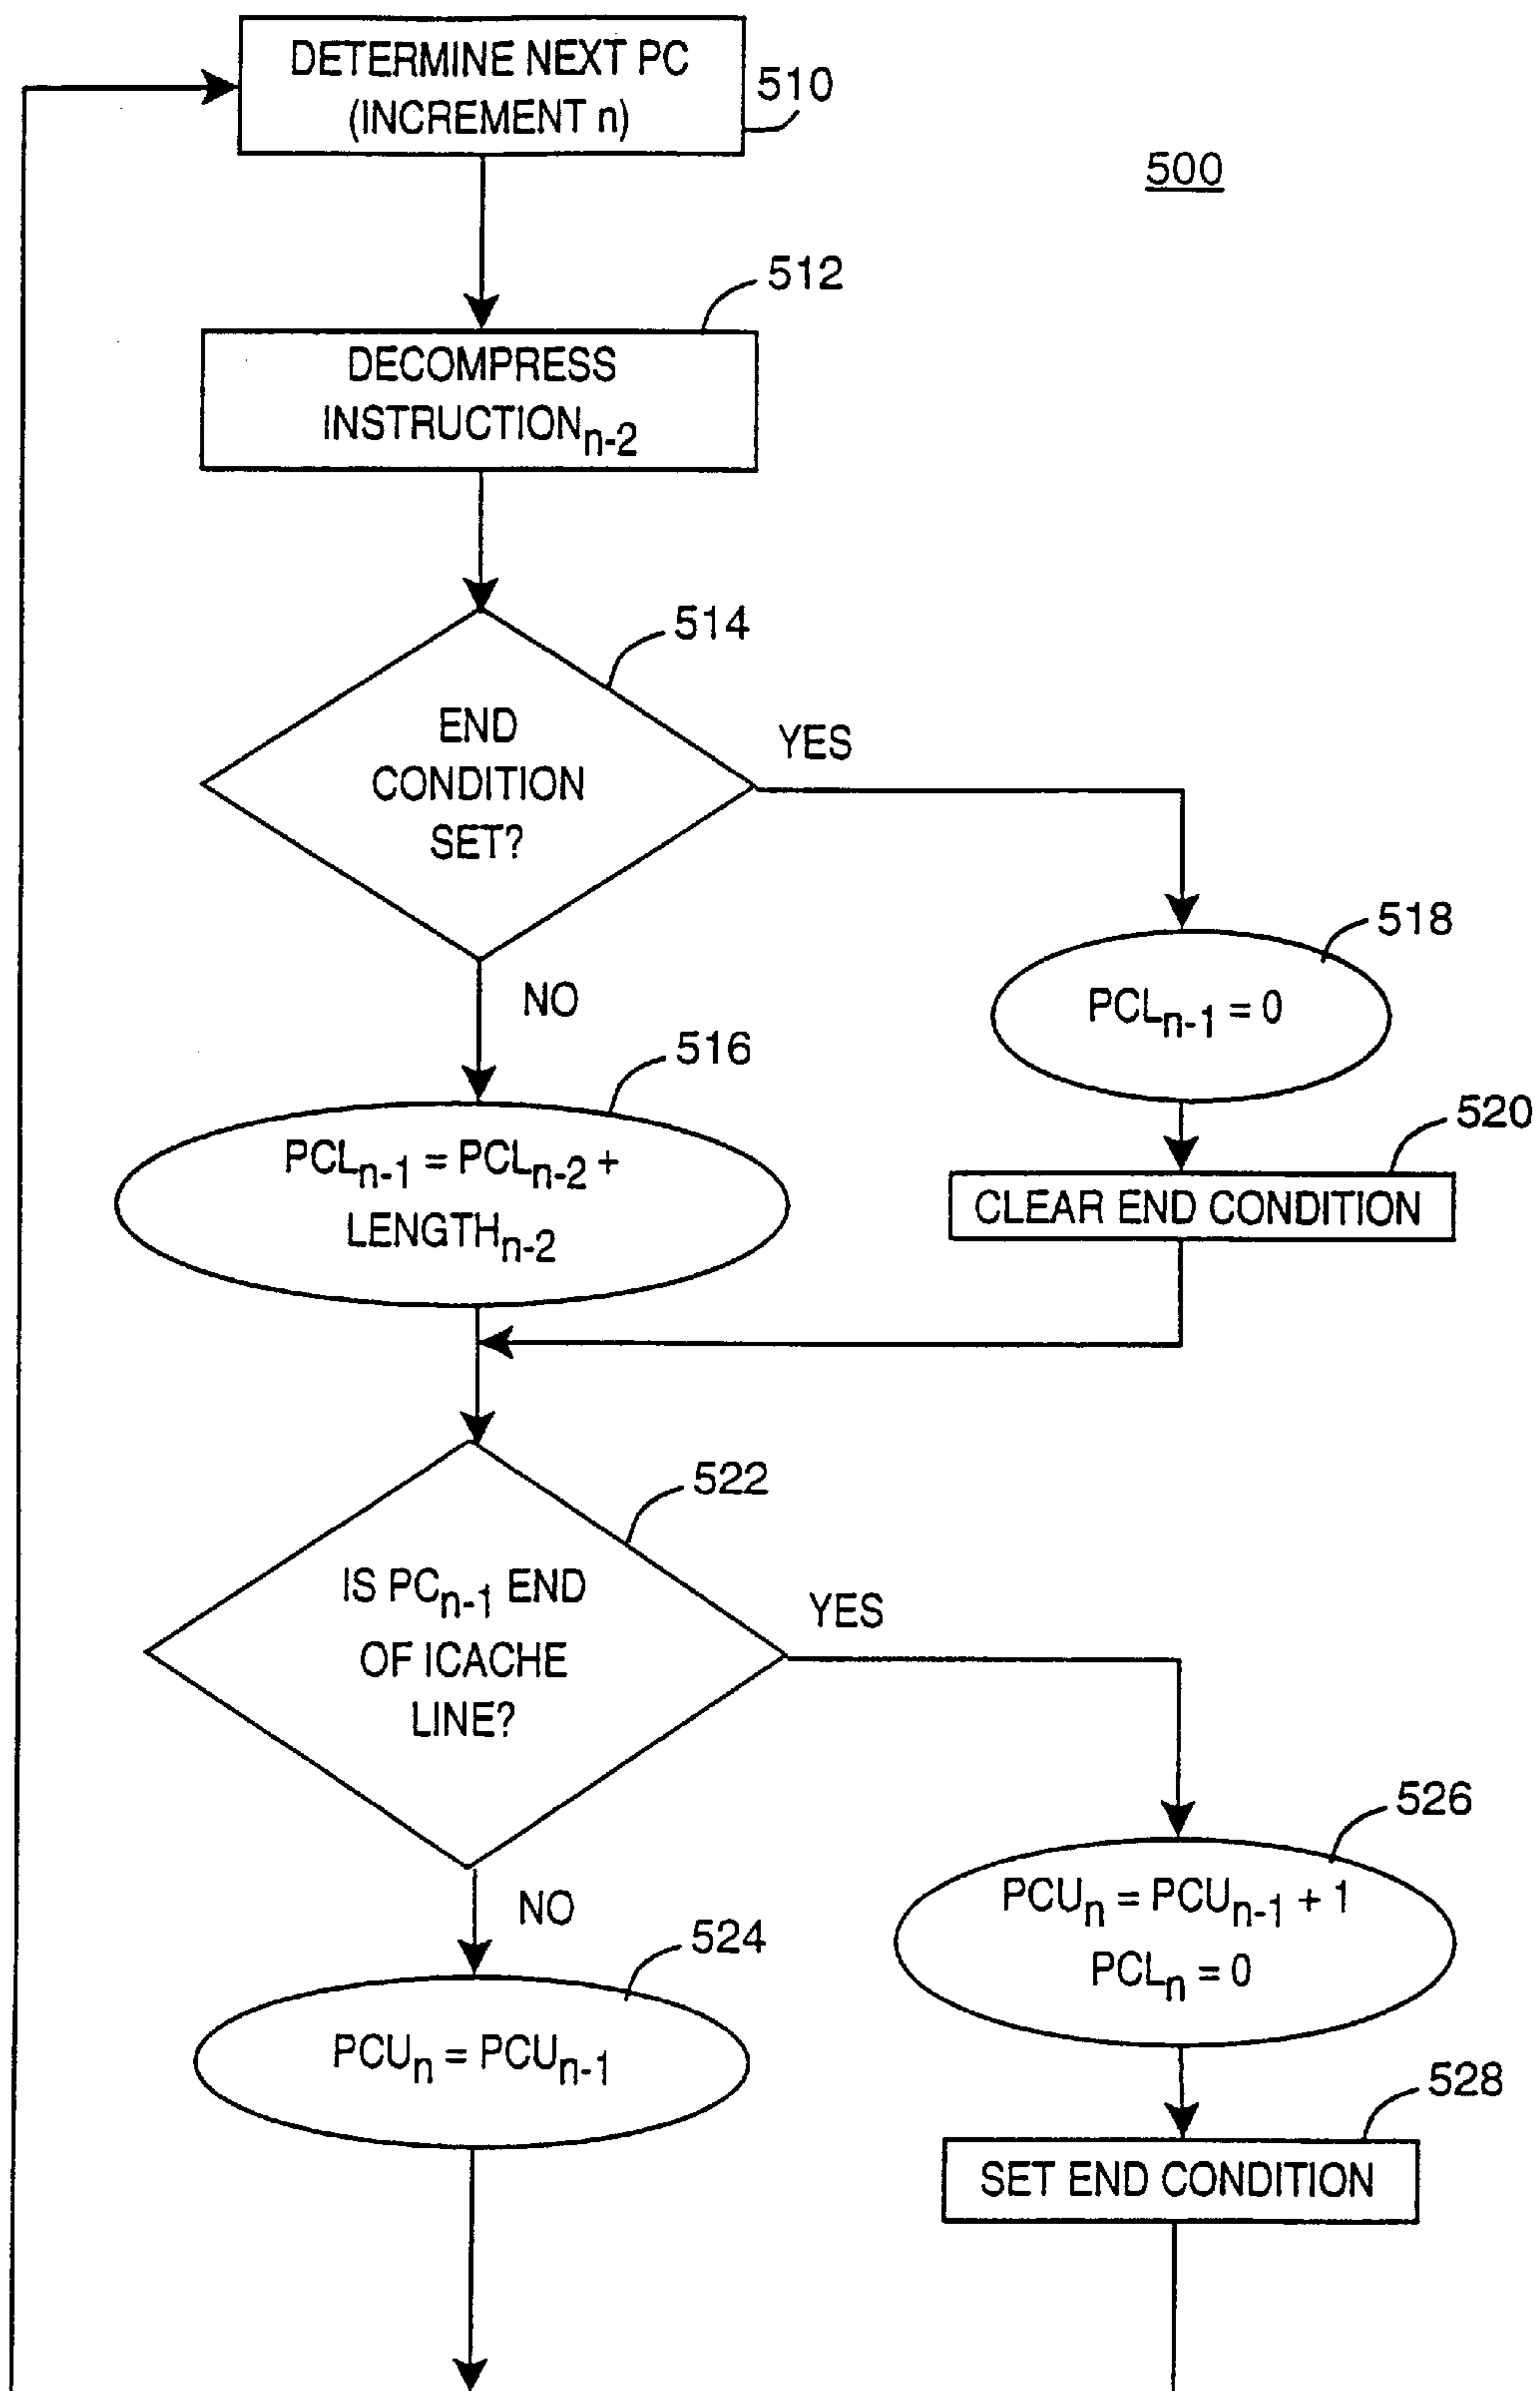 DETERMINE NEXT PC
(INCREMENT n)
510
500
512
DECOMPRESS
INSTRUCTIONn-2
514
END
CONDITION
SET?
YES
NO
518
PCLn-1 = 0
516
PCLn-1 = PCLn-2 +
LENGTHn-2
520
CLEAR END CONDITION
522
IS PCn-1 END
OF ICACHE
LINE?
YES
NO
526
PCUn = PCUn-1 + 1
PCLn = 0
524
PCUn = PCUn-1
528
SET END CONDITION